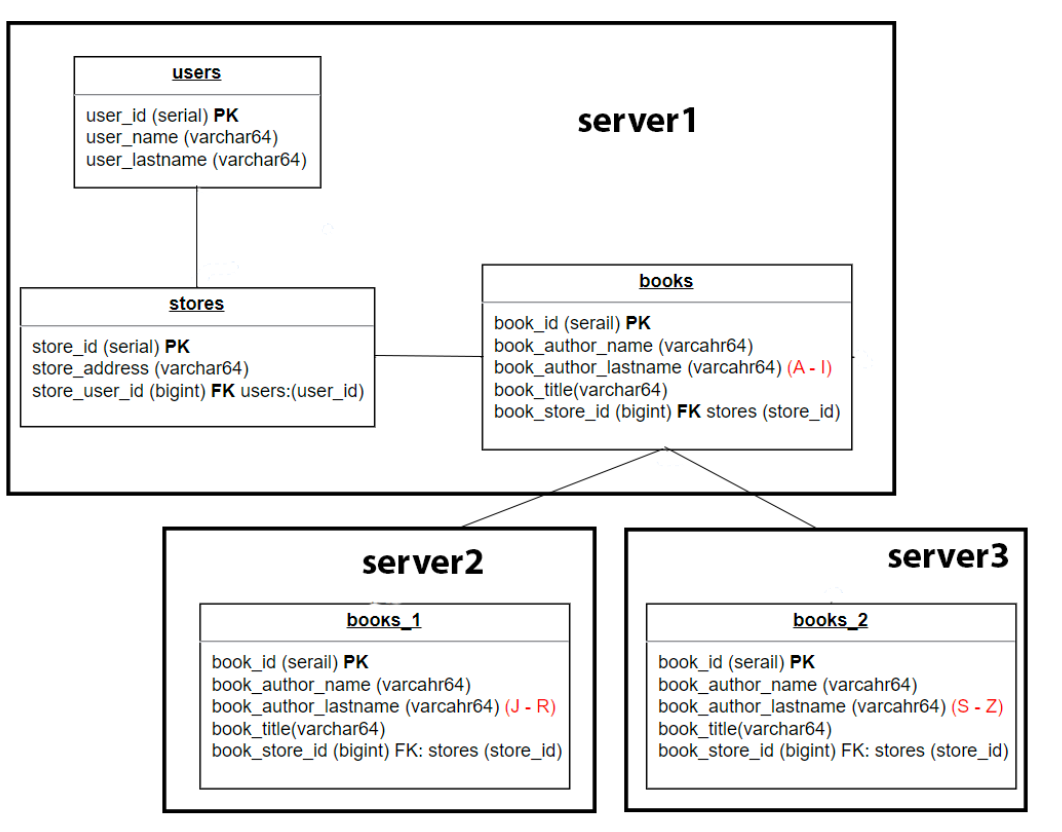 users
user_id (serial) PK
user_name (varchar64)
user_lastname (varchar64)
server1
stores
store_id (serial) PK
store_address (varchar64)
store_user_id (bigint) FK users:(user_id)
books
book_id (serail) PK
book_author_name (varcahr64)
book_author_lastname (varcahr64) (A - I)
book_title(varchar64)
book_store_id (bigint) FK stores (store_id)
server2
books_1
book_id (serail) PK
book_author_name (varcahr64)
book_author_lastname (varcahr64) (J - R)
book_title(varchar64)
book_store_id (bigint) FK: stores (store_id)
server3
books_2
book_id (serail) PK
book_author_name (varcahr64)
book_author_lastname (varcahr64) (S - Z)
book_title(varchar64)
book_store_id (bigint) FK: stores (store_id)